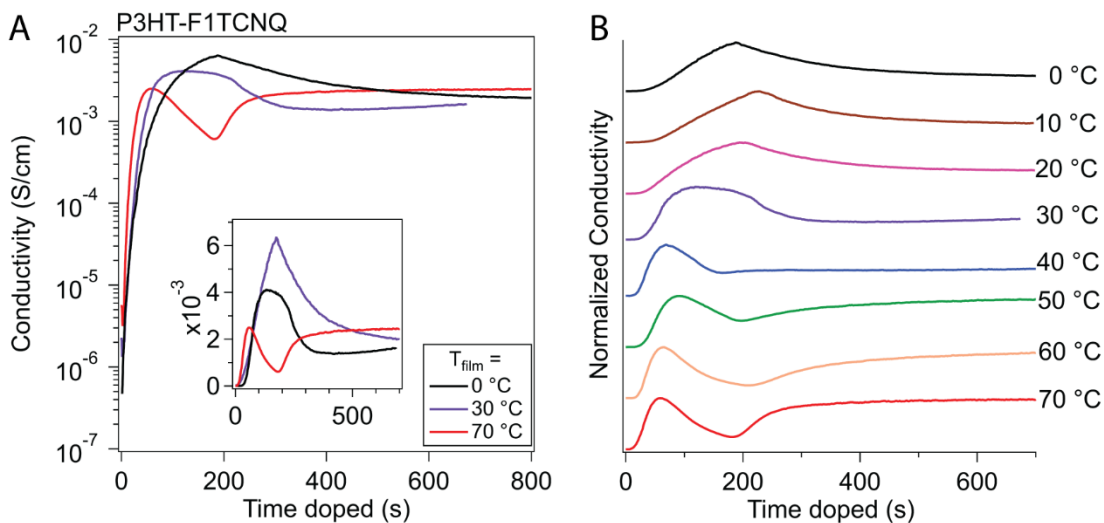 A
P3HT-F1TCNQ
Conductivity (S/cm)
10-2
10-3
10-4
10-5
10-6
10-7
0
200
400
600
800
Time doped (s)
x10-3
6
4
2
0
0
500
Tfilm =
0 °C
30 °C
70 °C
B
Normalized Conductivity
0 °C
10 °C
20 °C
30 °C
40 °C
50 °C
60 °C
70 °C
0
200
400
600
Time doped (s)